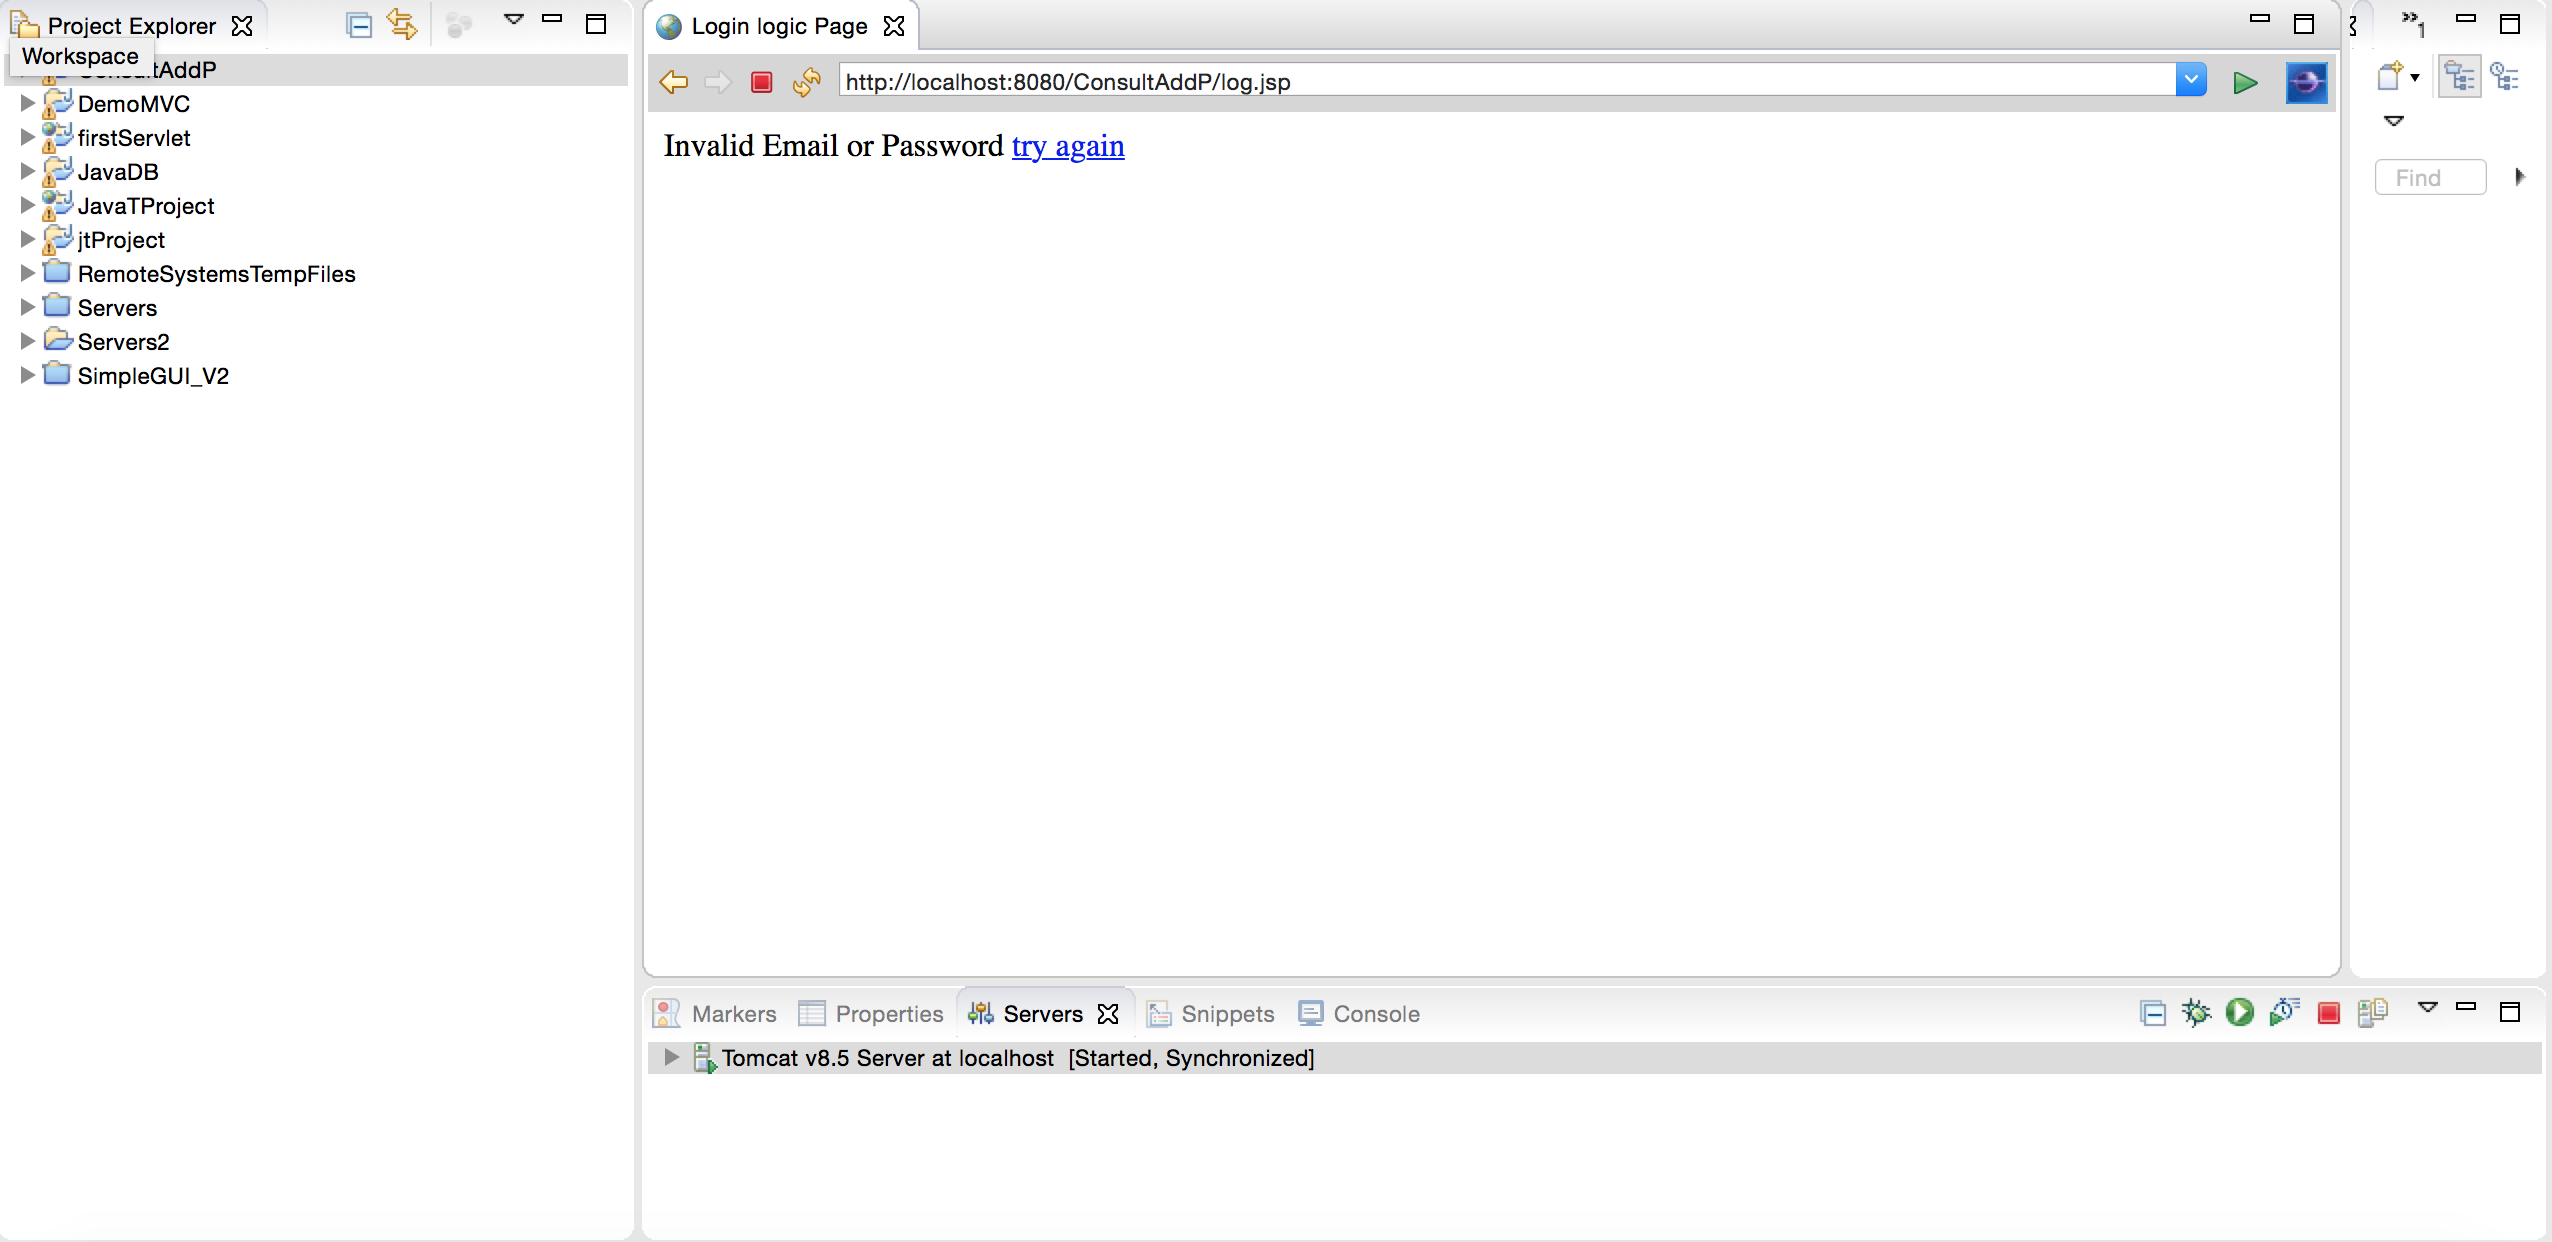 Project Explorer
Workspace
ConsultAddP
DemoMVC
firstServlet
JavaDB
JavaTProject
jtProject
RemoteSystemsTempFiles
Servers
Servers2
SimpleGUI_V2
Login logic Page
http://localhost:8080/ConsultAddP/log.jsp
Invalid Email or Password try again
1
Find
Markers Properties Servers Snippets Console
Tomcat v8.5 Server at localhost [Started, Synchronized]